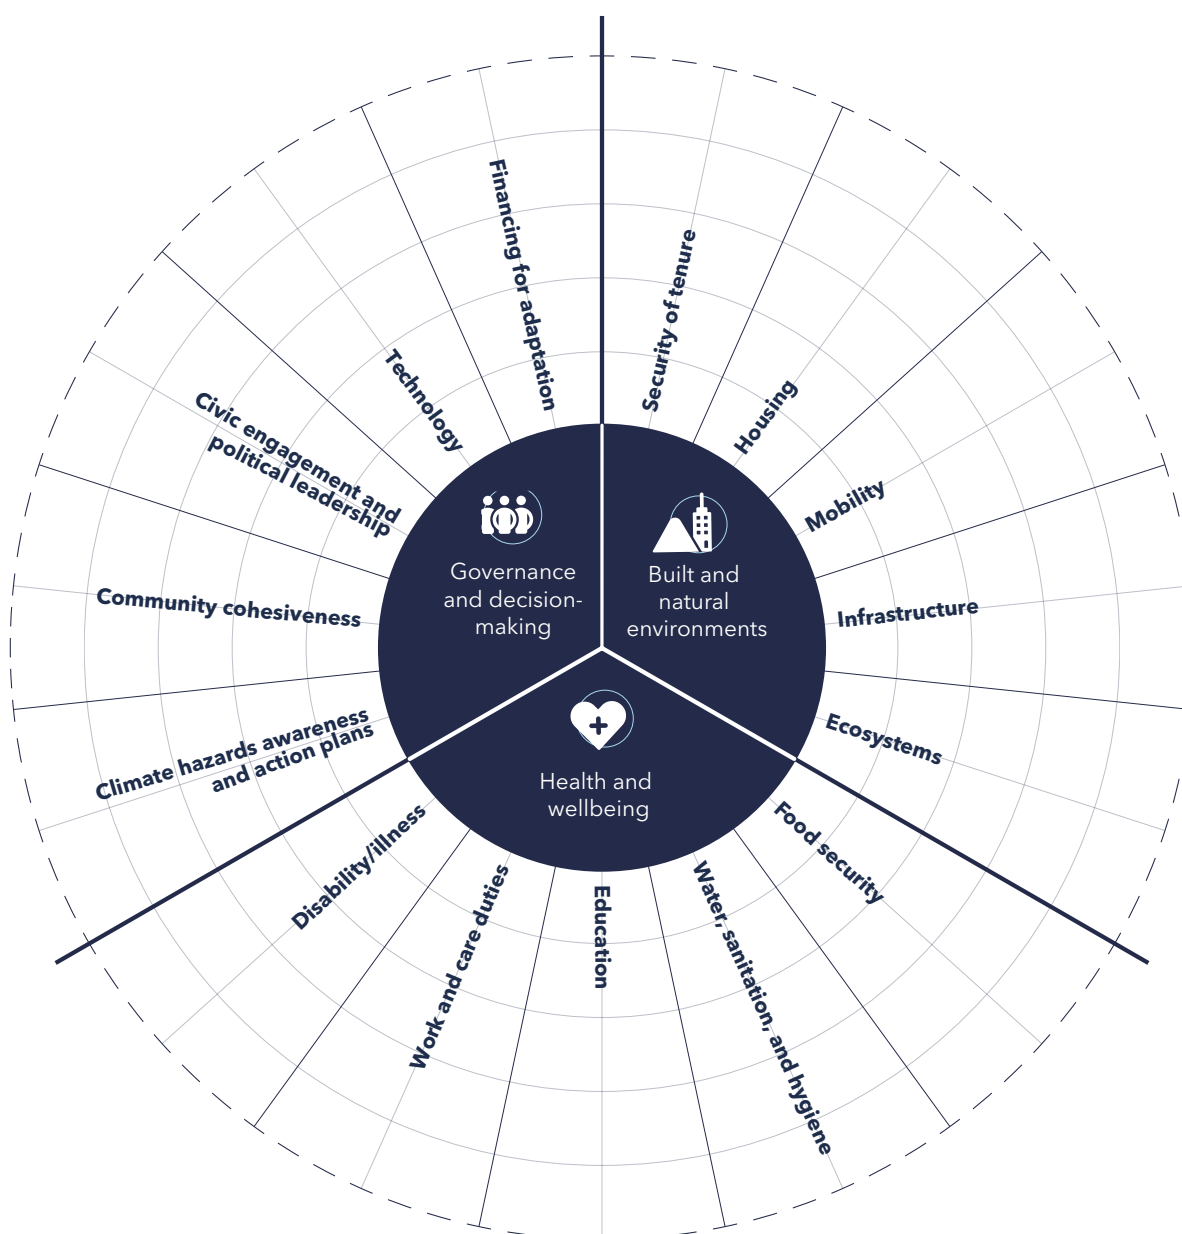 Governance
and decision-
making
Built and
natural
environments
Health and
wellbeing
Security of tenure
Housing
Mobility
Infrastructure
Ecosystems
Food security
Water, sanitation, and hygiene
Education
Work and care duties
Disability/illness
Climate hazards awareness
and action plans
Community cohesiveness
Civic engagement and
political leadership
Technology
Financing for adaptation